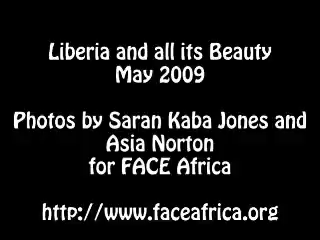 Liberia and all its Beauty
May 2009
Photos by Saran Kaba Jones and
Asia Norton
for FACE Africa
http://www.faceafrica.org